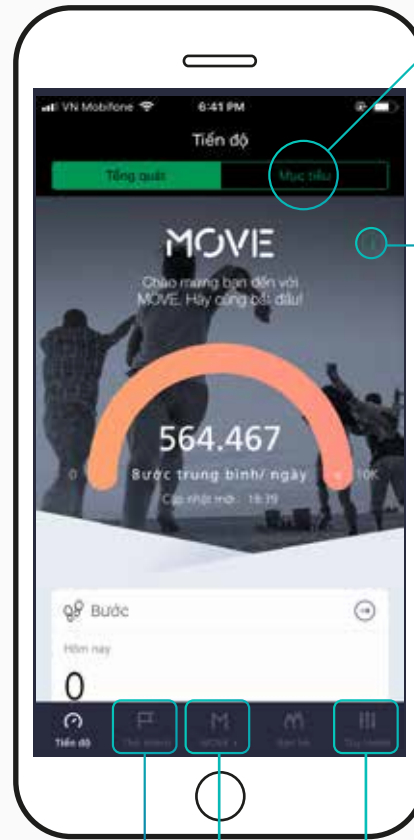 VN Mobifone 6:41 PM
Tiến độ
Tổng quát Mục tiêu
MOVE
Chào mừng bạn đến với
MOVE. Hãy cùng bắt đầu!
564.467
0 Bước trung bình/ ngày 10K
Cập nhật mới : 18:39
Bước
Hôm nay
0
Tiến độ MOVE +